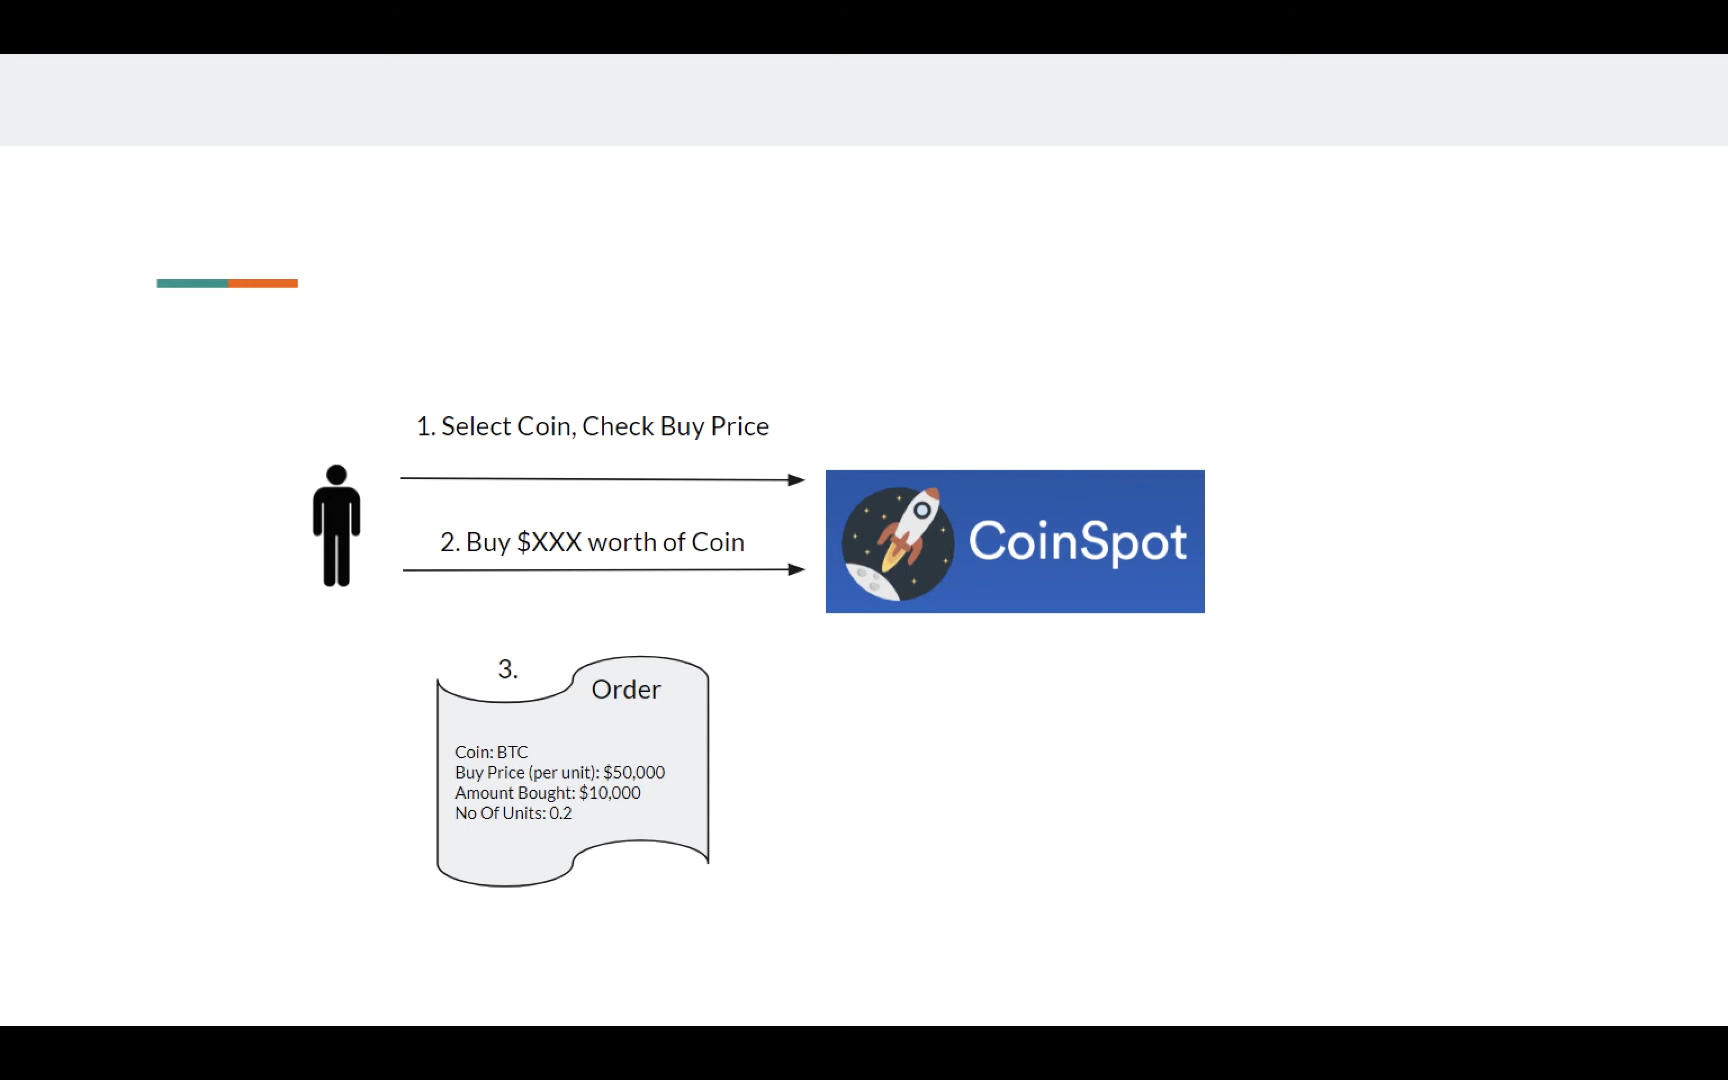 1. Select Coin, Check Buy Price
2. Buy $XXX worth of Coin
CoinSpot
3.
Order
Coin: BTC
Buy Price (per unit): $50,000
Amount Bought: $10,000
No Of Units: 0.2